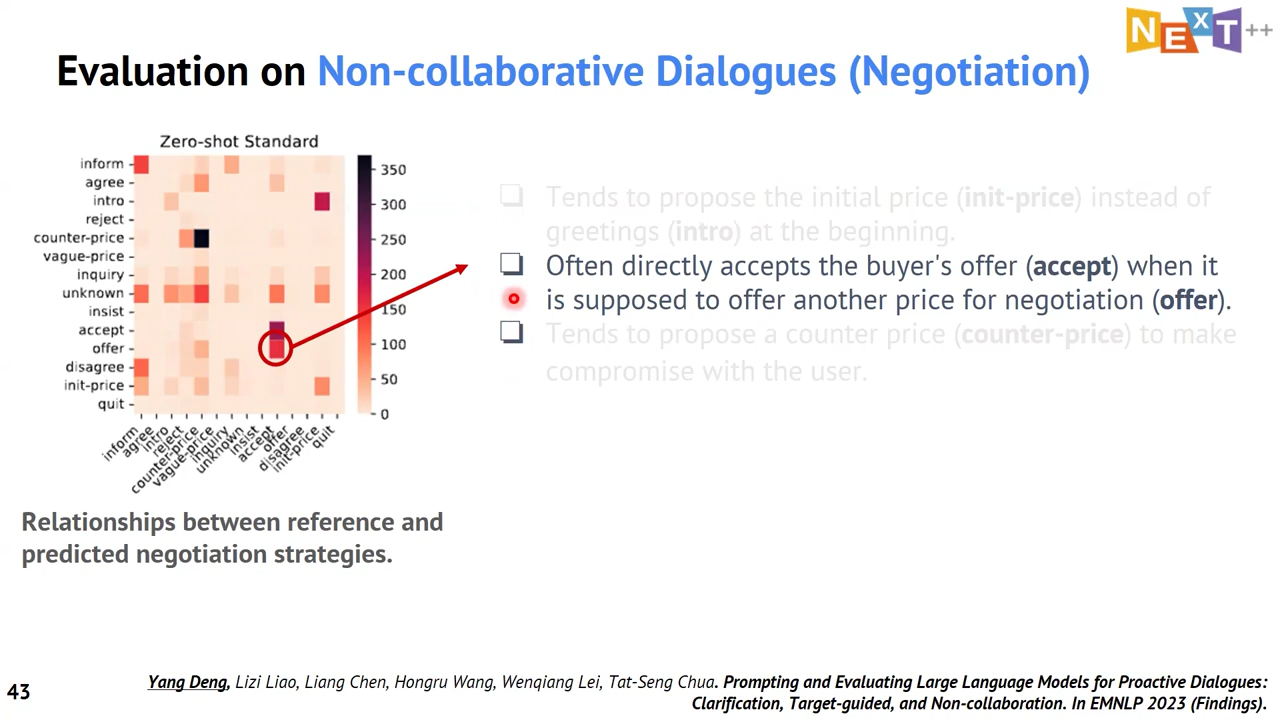 NExT++
Evaluation on Non-collaborative Dialogues (Negotiation)
Zero-shot Standard
inform
agree
intro
reject
counter-price
vague-price
inquiry
unknown
insist
accept
offer
disagree
init-price
quit
350
300
250
200
150
100
50
0
inform
agree
intro
reject
counter-price
vague-price
inquiry
unknown
insist
accept
offer
disagree
init-price
quit
Relationships between reference and
predicted negotiation strategies.
Tends to propose the initial price (init-price) instead of
greetings (intro) at the beginning.
Often directly accepts the buyer's offer (accept) when it
is supposed to offer another price for negotiation (offer).
Tends to propose a counter price (counter-price) to make
compromise with the user.
43
Yang Deng, Lizi Liao, Liang Chen, Hongru Wang, Wenqiang Lei, Tat-Seng Chua. Prompting and Evaluating Large Language Models for Proactive Dialogues:
Clarification, Target-guided, and Non-collaboration. In EMNLP 2023 (Findings).